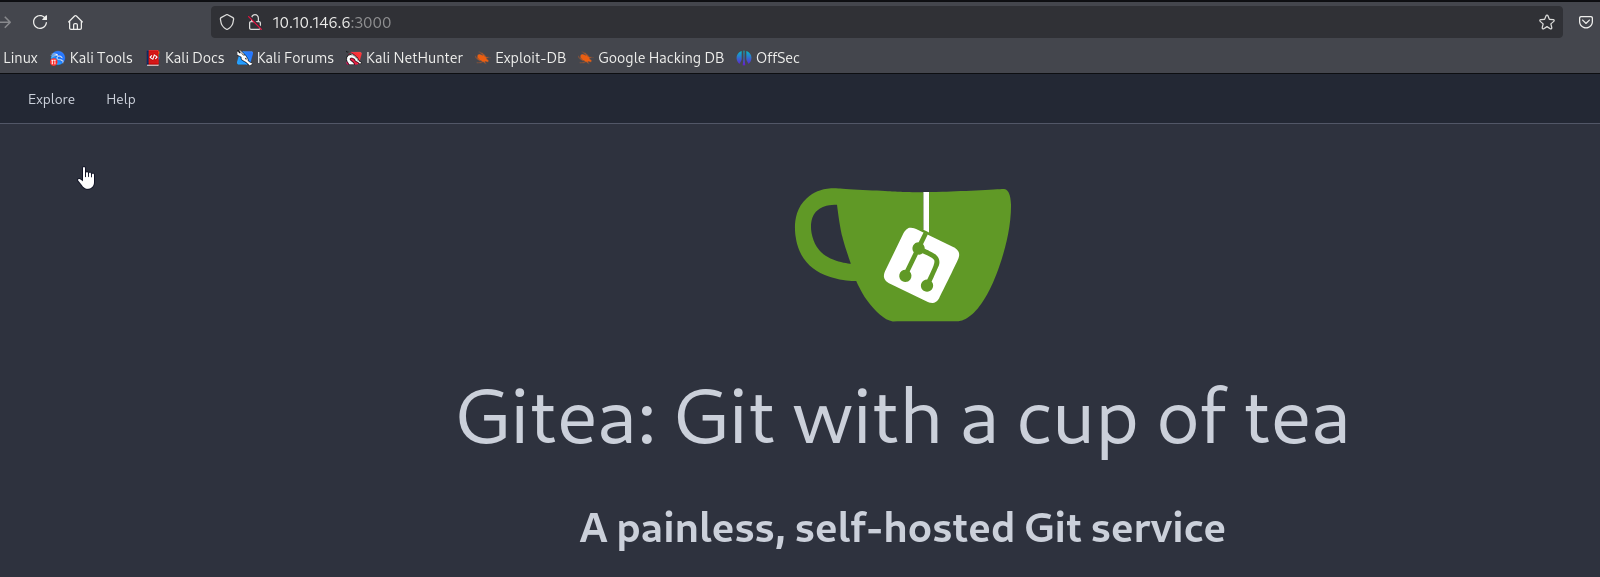 10.10.146.6:3000
Linux Kali Tools Kali Docs Kali Forums Kali NetHunter Exploit-DB Google Hacking DB OffSec
Explore Help
Gitea: Git with a cup of tea
A painless, self-hosted Git service